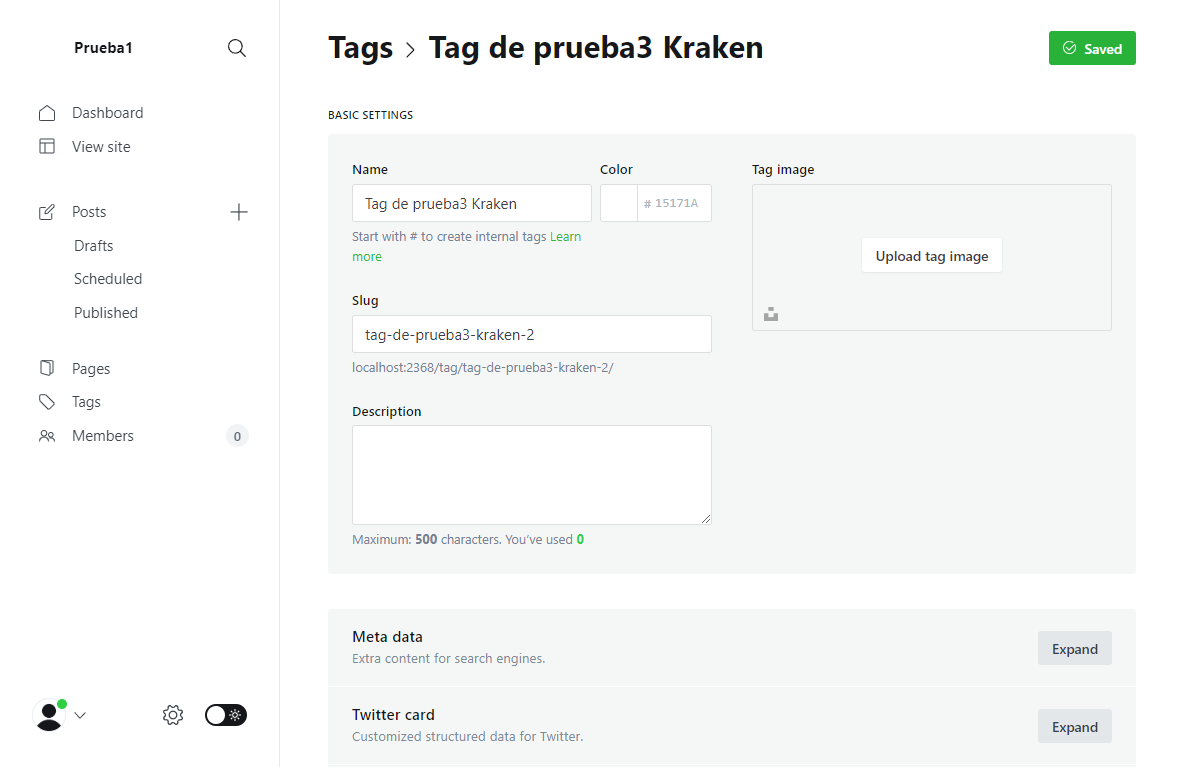 Prueba1
Dashboard
View site
Posts
Drafts
Scheduled
Published
Pages
Tags
Members
0
Tags > Tag de prueba3 Kraken
Saved
BASIC SETTINGS
Name
Tag de prueba3 Kraken
Start with # to create internal tags Learn
more
Color
# 15171A
Slug
tag-de-prueba3-kraken-2
localhost:2368/tag/tag-de-prueba3-kraken-2/
Description
Maximum: 500 characters. You’ve used 0
Tag image
Upload tag image
Meta data
Extra content for search engines.
Expand
Twitter card
Customized structured data for Twitter.
Expand